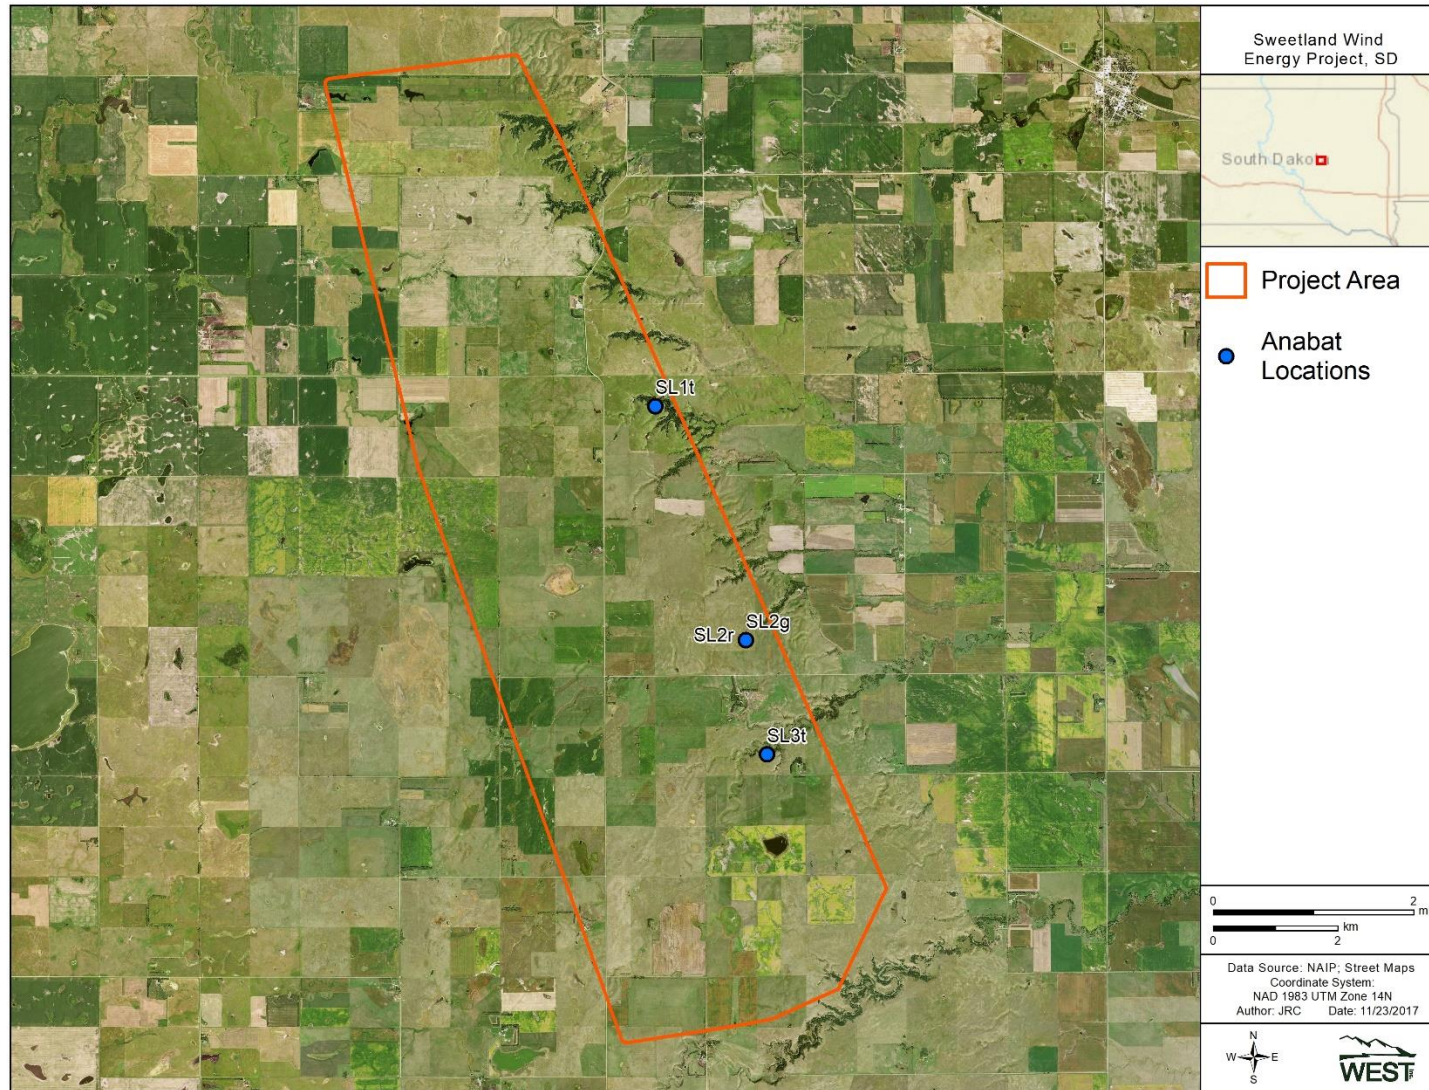 Sweetland Wind
Energy Project, SD
South Dakota
Project Area
Anabat
Locations
SL1t
SL2g
SL2r
SL3t
0 2
m
km
0 2
Data Source: NAIP; Street Maps
Coordinate System:
NAD 1983 UTM Zone 14N
Author: JRC Date: 11/23/2017
N
W E
S
WEST